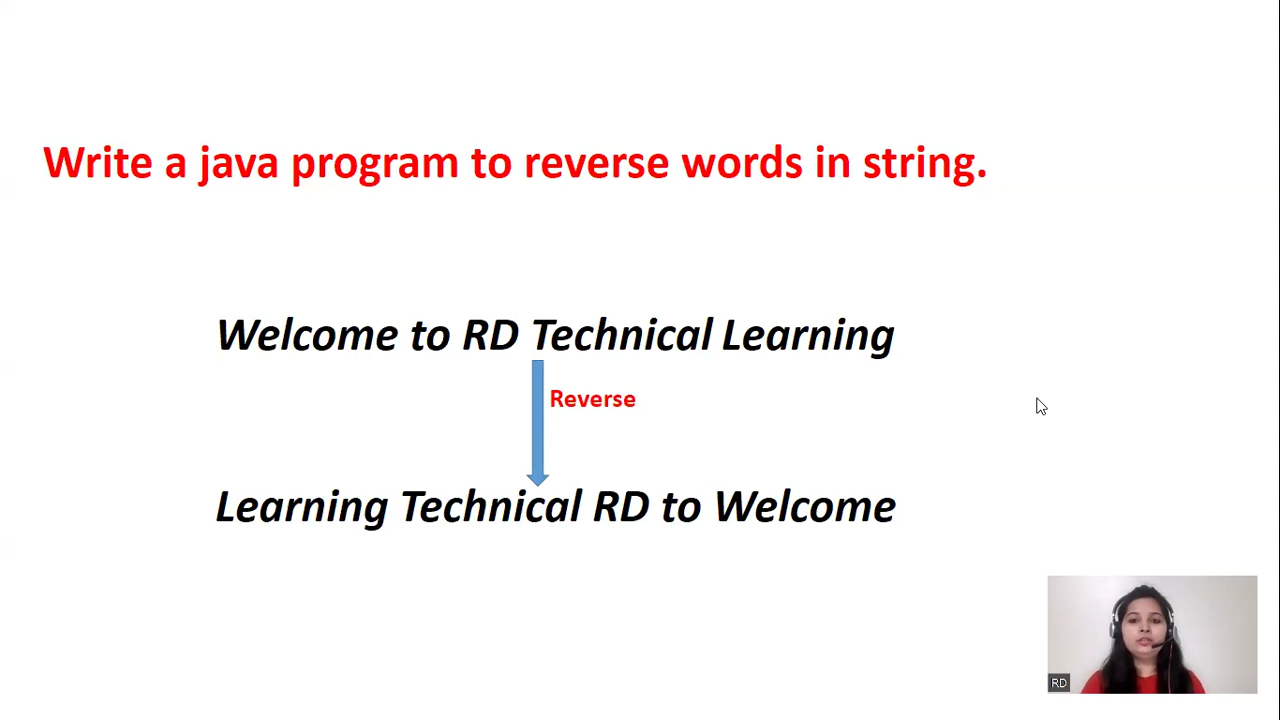 Write a java program to reverse words in string.
Welcome to RD Technical Learning
Reverse
Learning Technical RD to Welcome
RD